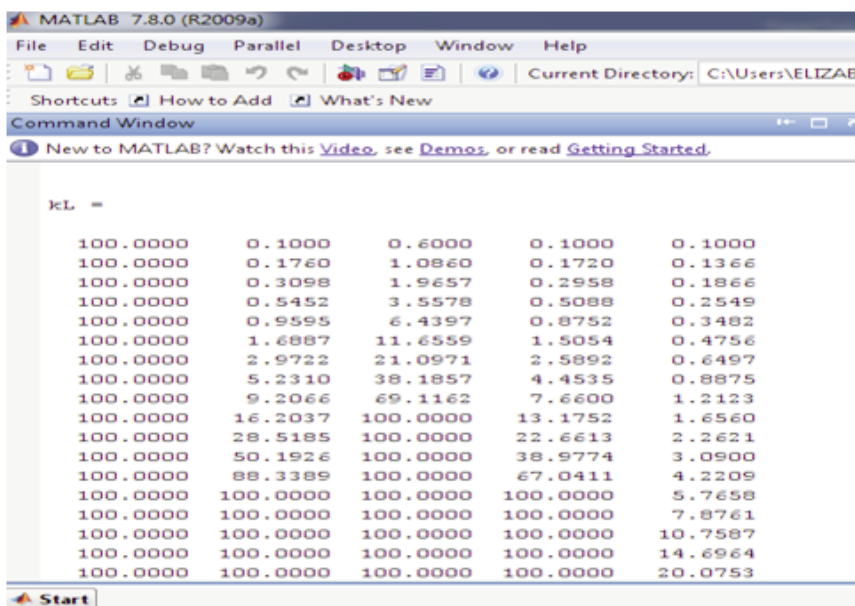 MATLAB 7.8.0 (R2009a)
File Edit Debug Parallel Desktop Window Help
Current Directory: C:\Users\ELIZAB
Shortcuts How to Add What's New
Command Window
New to MATLAB? Watch this Video, see Demos, or read Getting Started.
kL =
100.0000 0.1000 0.6000 0.1000 0.1000
100.0000 0.1760 1.0860 0.1720 0.1366
100.0000 0.3098 1.9657 0.2958 0.1866
100.0000 0.5452 3.5578 0.5088 0.2549
100.0000 0.9595 6.4397 0.8752 0.3482
100.0000 1.6887 11.6559 1.5054 0.4756
100.0000 2.9722 21.0971 2.5892 0.6497
100.0000 5.2310 38.1857 4.4535 0.8875
100.0000 9.2066 69.1162 7.6600 1.2123
100.0000 16.2037 100.0000 13.1752 1.6560
100.0000 28.5185 100.0000 22.6613 2.2621
100.0000 50.1926 100.0000 38.9774 3.0900
100.0000 88.3389 100.0000 67.0411 4.2209
100.0000 100.0000 100.0000 100.0000 5.7658
100.0000 100.0000 100.0000 100.0000 7.8761
100.0000 100.0000 100.0000 100.0000 10.7587
100.0000 100.0000 100.0000 100.0000 14.6964
100.0000 100.0000 100.0000 100.0000 20.0753
Start